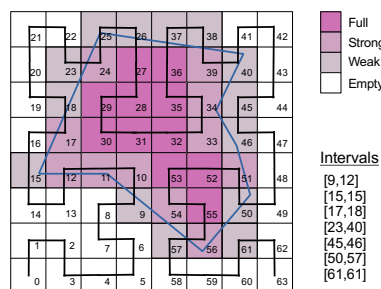 21 22 25 26 37 38 41 42
20 23 24 27 36 39 40 43
19 18 29 28 35 34 45 44
16 17 30 31 32 33 46 47
15 12 11 10 53 52 51 48
14 13 8 9 54 55 50 49
1 2 7 6 57 56 61 62
0 3 4 5 58 59 60 63
Full
Strong
Weak
Empty
Intervals
[9,12]
[15,15]
[17,18]
[23,40]
[45,46]
[50,57]
[61,61]